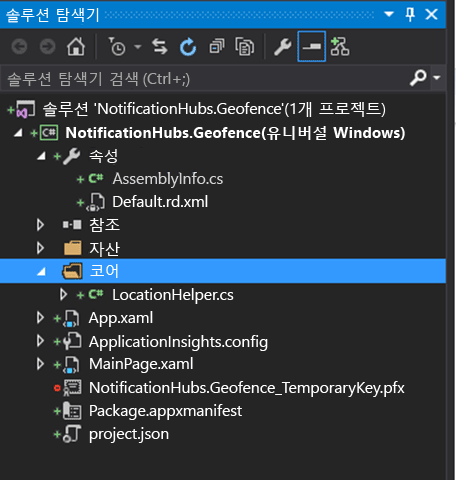 솔루션 탐색기
솔루션 탐색기 검색(Ctrl+;)
솔루션 'NotificationHubs.Geofence'(1개 프로젝트)
C# NotificationHubs.Geofence(유니버설 Windows)
속성
C# AssemblyInfo.cs
Default.rd.xml
참조
자산
코어
C# LocationHelper.cs
App.xaml
ApplicationInsights.config
MainPage.xaml
NotificationHubs.Geofence_TemporaryKey.pfx
Package.appxmanifest
project.json